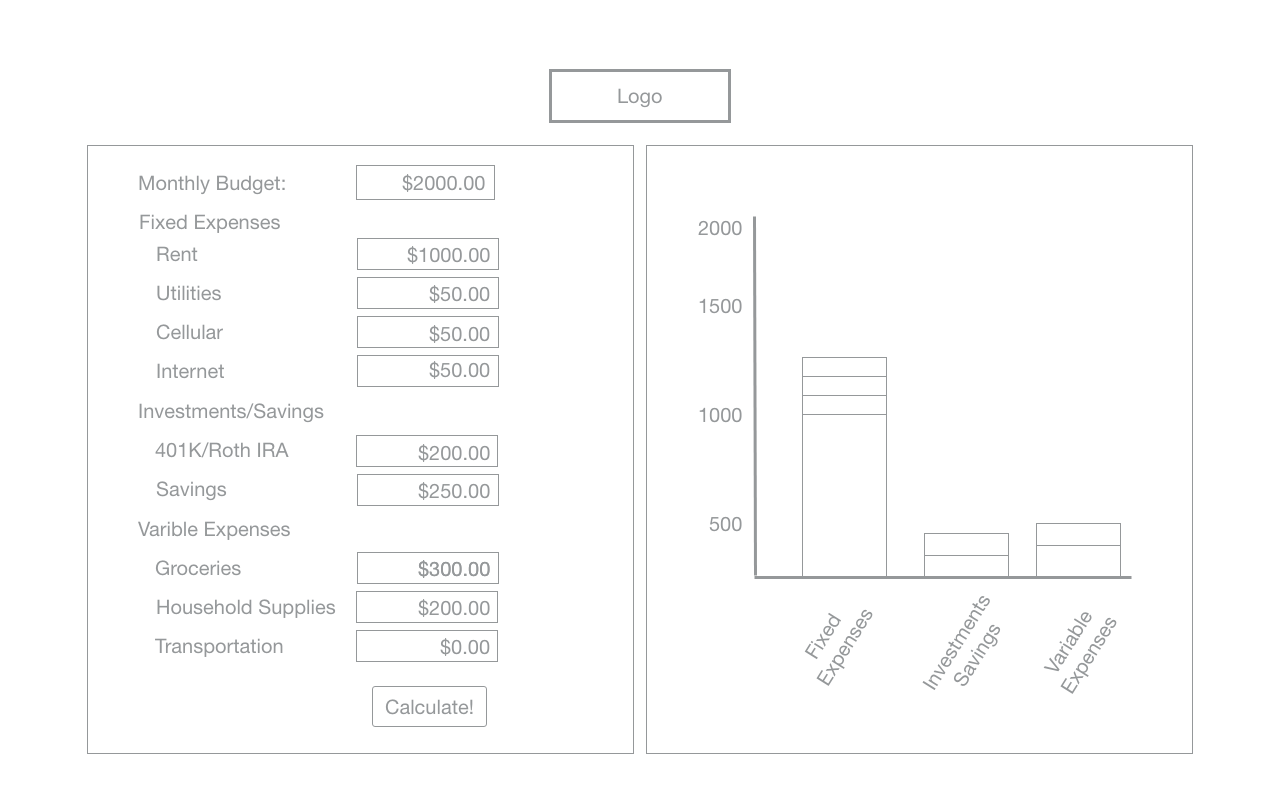 Logo
Monthly Budget: $2000.00
Fixed Expenses
Rent $1000.00
Utilities $50.00
Cellular $50.00
Internet $50.00
Investments/Savings
401K/Roth IRA $200.00
Savings $250.00
Varible Expenses
Groceries $300.00
Household Supplies $200.00
Transportation $0.00
Calculate!
2000
1500
1000
500
Fixed
Expenses
Investments
Savings
Variable
Expenses